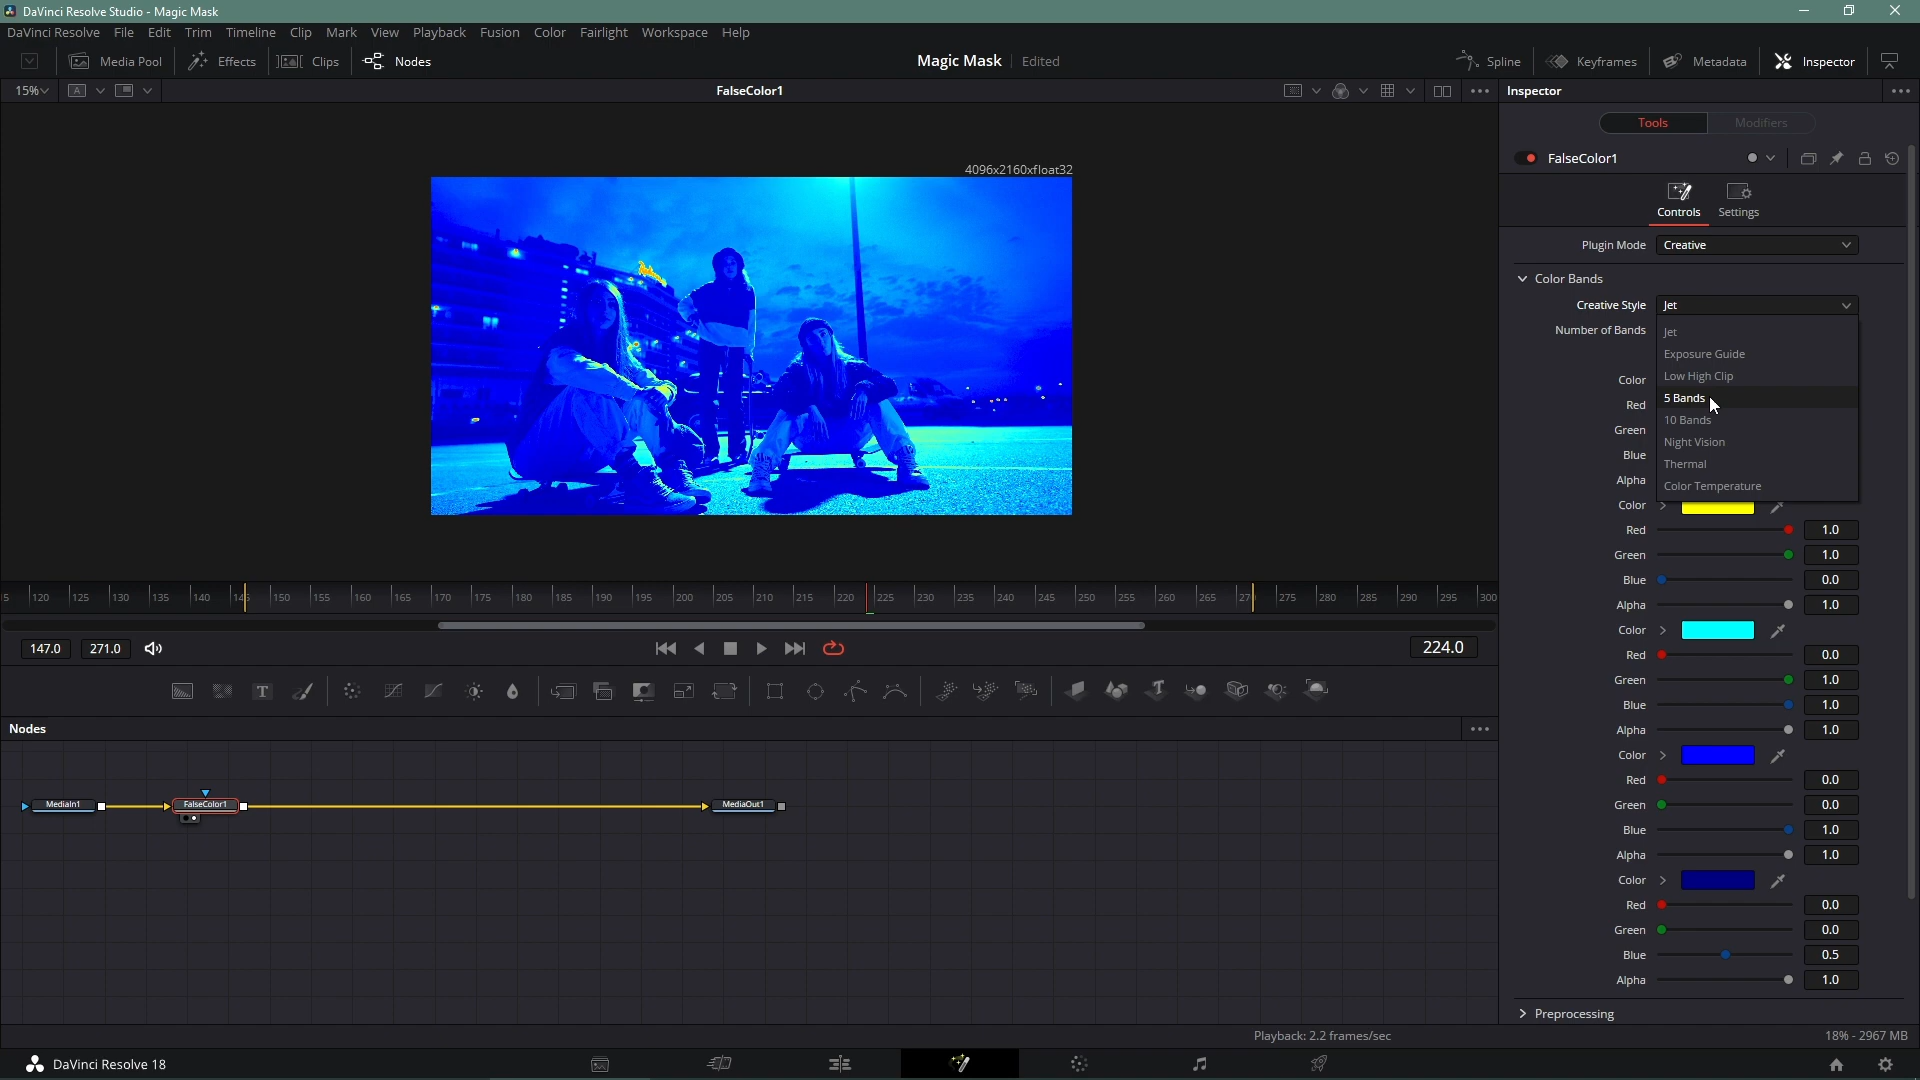 DaVinci Resolve Studio - Magic Mask
DaVinci Resolve File Edit Trim Timeline Clip Mark View Playback Fusion Color Fairlight Workspace Help
Media Pool Effects Clips Nodes Magic Mask Edited Spline Keyframes Metadata Inspector
15% A FalseColor1 Inspector
Tools Modifiers
FalseColor1
4096x2160xfloat32
Controls Settings
Plugin Mode Creative
Color Bands
Creative Style Jet
Number of Bands
Jet
Exposure Guide
Low High Clip
5 Bands
10 Bands
Night Vision
Thermal
Color Temperature
Color
Red
Green
Blue
Alpha
Color
Red 1.0
Green 1.0
Blue 0.0
Alpha 1.0
Color
Red 0.0
Green 1.0
Blue 1.0
Alpha 1.0
Color
Red 0.0
Green 0.0
Blue 1.0
Alpha 1.0
Color
Red 0.0
Green 0.0
Blue 0.5
Alpha 1.0
Preprocessing
5 120 125 130 135 140 145 150 155 160 165 170 175 180 185 190 195 200 205 210 215 220 225 230 235 240 245 250 255 260 265 270 275 280 285 290 295 300
147.0 271.0 224.0
T T
Nodes
MediaIn1 FalseColor1 MediaOut1
Playback: 2.2 frames/sec 18% - 2967 MB
DaVinci Resolve 18